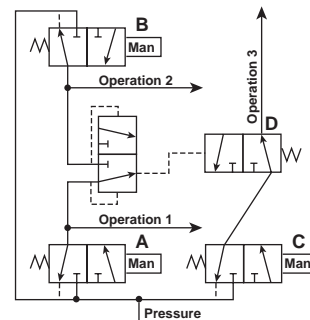 B
Man
Operation 2
Operation 3
D
Operation 1
A
Man
C
Man
Pressure